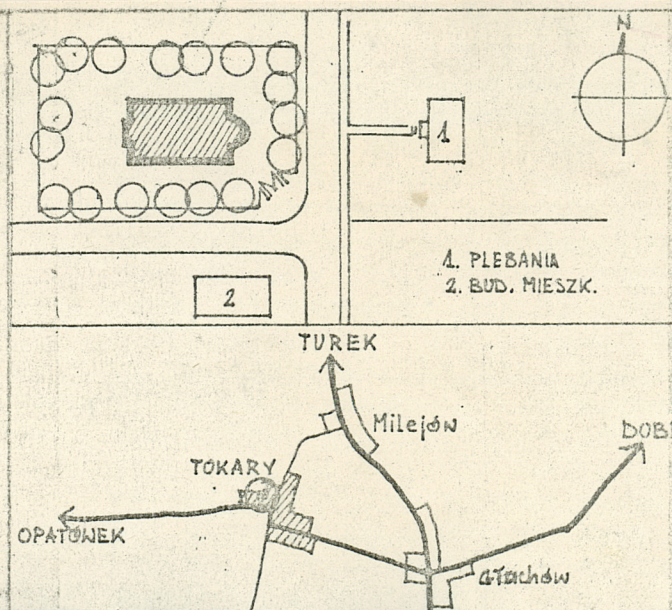 N
1
1. PLEBANIA
2. BUD. MIESZK.
2
TUREK
Milejów
DOB
TOKARY
OPATÓWEK